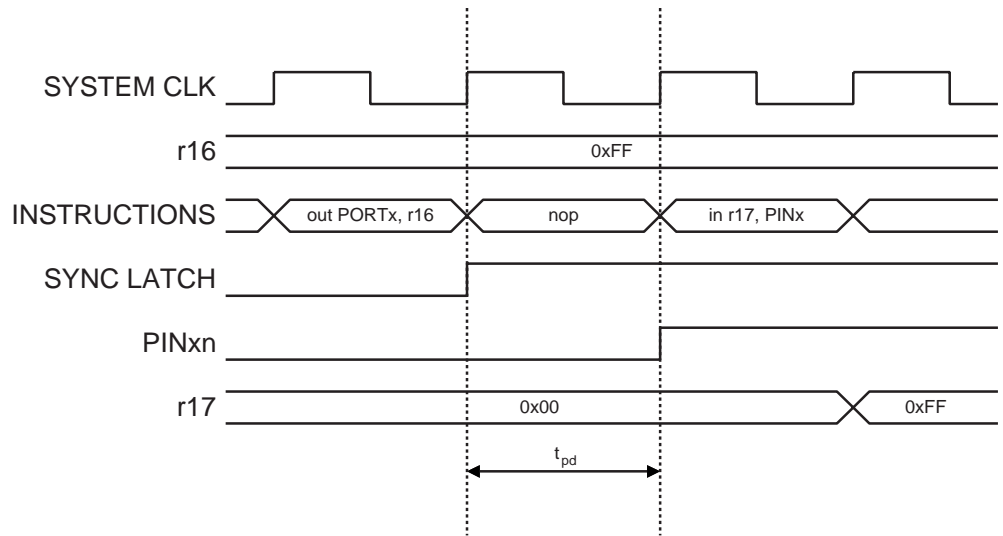 SYSTEM CLK
r16
0xFF
INSTRUCTIONS
out PORTx, r16
nop
in r17, PINx
SYNC LATCH
PINxn
r17
0x00
0xFF
tpd